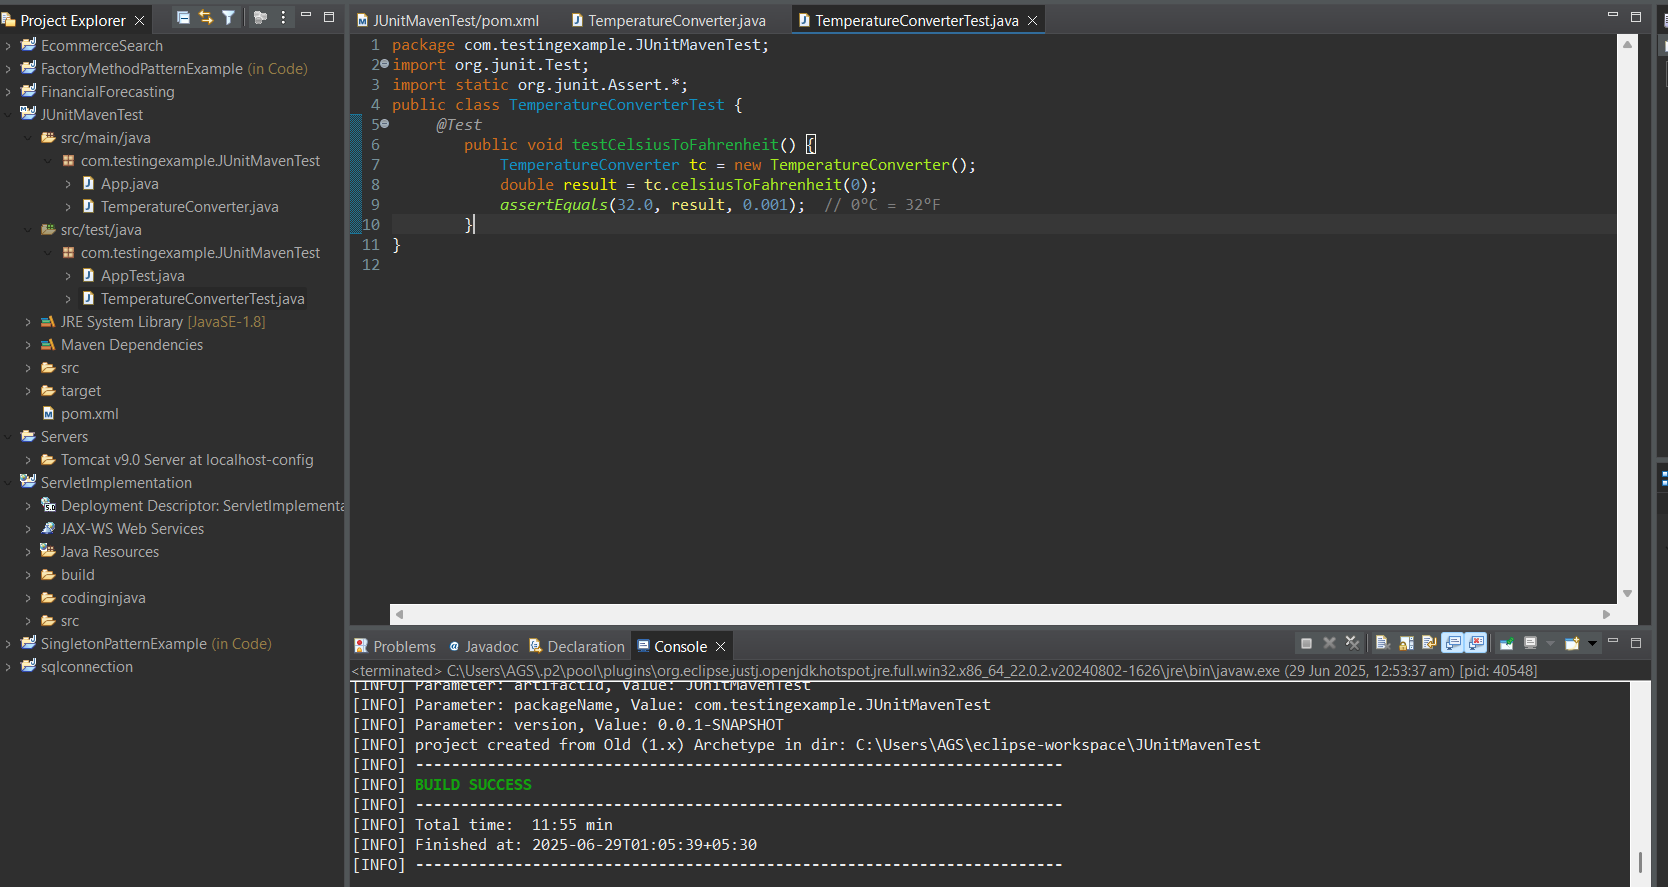 Project Explorer
EcommerceSearch
FactoryMethodPatternExample (in Code)
FinancialForecasting
JUnitMavenTest
src/main/java
com.testingexample.JUnitMavenTest
App.java
TemperatureConverter.java
src/test/java
com.testingexample.JUnitMavenTest
AppTest.java
TemperatureConverterTest.java
JRE System Library [JavaSE-1.8]
Maven Dependencies
src
target
pom.xml
Servers
Tomcat v9.0 Server at localhost-config
ServletImplementation
Deployment Descriptor: ServletImplementa
JAX-WS Web Services
Java Resources
build
codinginjava
src
SingletonPatternExample (in Code)
sqlconnection
JUnitMavenTest/pom.xml TemperatureConverter.java TemperatureConverterTest.java
1 package com.testingexample.JUnitMavenTest;
2 import org.junit.Test;
3 import static org.junit.Assert.*;
4 public class TemperatureConverterTest {
5 @Test
6 public void testCelsiusToFahrenheit() {
7 TemperatureConverter tc = new TemperatureConverter();
8 double result = tc.celsiusToFahrenheit(0);
9 assertEquals(32.0, result, 0.001); // 0°C = 32°F
10 }
11 }
12
Problems Javadoc Declaration Console
<terminated> C:\Users\AGS\.p2\pool\plugins\org.eclipse.justj.openjdk.hotspot.jre.full.win32.x86_64_22.0.2.v20240802-1626\jre\bin\javaw.exe (29 Jun 2025, 12:53:37 am) [pid: 40548]
[INFO] Parameter: artifactId, Value: JUnitMavenTest
[INFO] Parameter: packageName, Value: com.testingexample.JUnitMavenTest
[INFO] Parameter: version, Value: 0.0.1-SNAPSHOT
[INFO] project created from Old (1.x) Archetype in dir: C:\Users\AGS\eclipse-workspace\JUnitMavenTest
[INFO] ------------------------------------------------------------------------
[INFO] BUILD SUCCESS
[INFO] ------------------------------------------------------------------------
[INFO] Total time:  11:55 min
[INFO] Finished at: 2025-06-29T01:05:39+05:30
[INFO] ------------------------------------------------------------------------